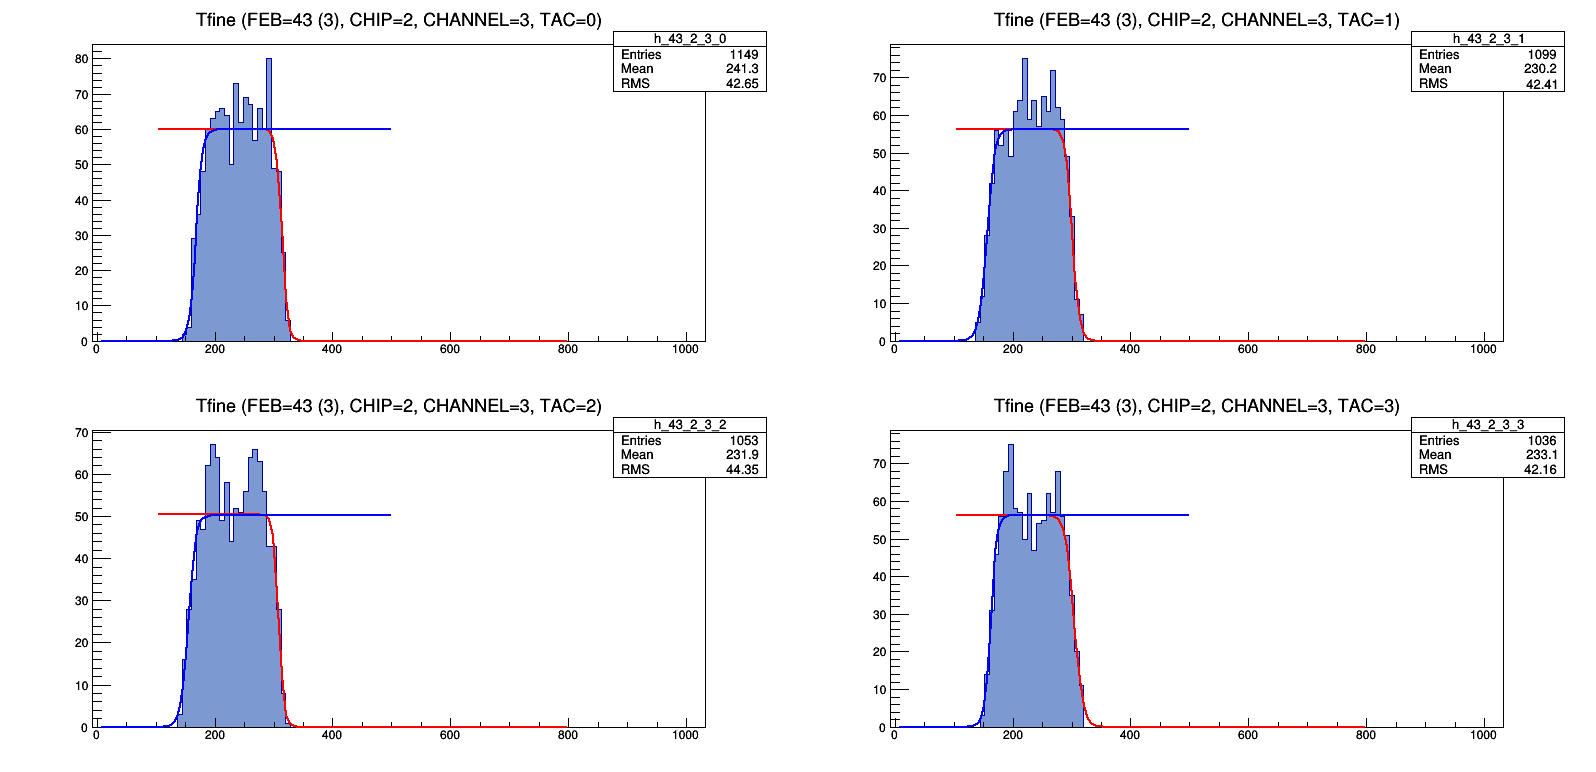 Tfine (FEB=43 (3), CHIP=2, CHANNEL=3, TAC=0)
h_43_2_3_0
Entries 1149
Mean 241.3
RMS 42.65
80
70
60
50
40
30
20
10
0
0 200 400 600 800 1000
Tfine (FEB=43 (3), CHIP=2, CHANNEL=3, TAC=1)
h_43_2_3_1
Entries 1099
Mean 230.2
RMS 42.41
70
60
50
40
30
20
10
0
0 200 400 600 800 1000
Tfine (FEB=43 (3), CHIP=2, CHANNEL=3, TAC=2)
h_43_2_3_2
Entries 1053
Mean 231.9
RMS 44.35
70
60
50
40
30
20
10
0
0 200 400 600 800 1000
Tfine (FEB=43 (3), CHIP=2, CHANNEL=3, TAC=3)
h_43_2_3_3
Entries 1036
Mean 233.1
RMS 42.16
70
60
50
40
30
20
10
0
0 200 400 600 800 1000